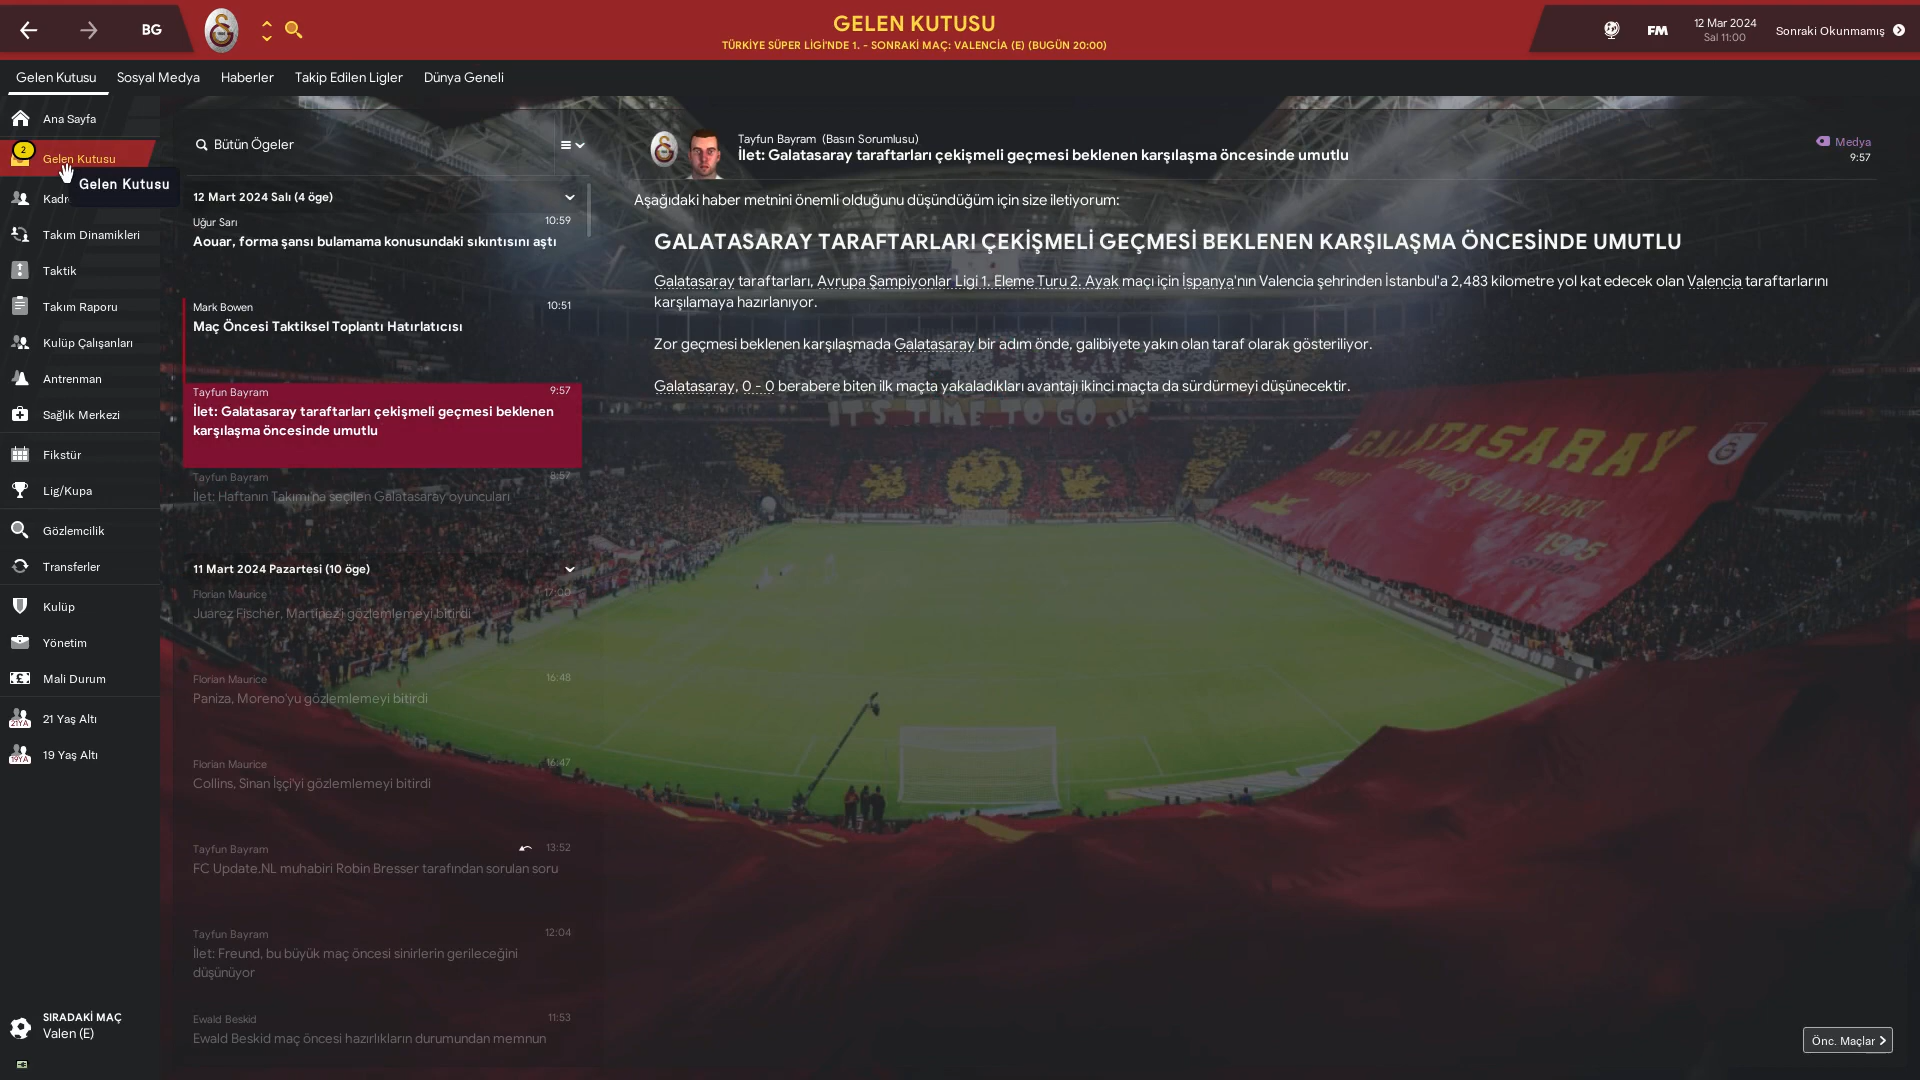 BG
GELEN KUTUSU
TÜRKİYE SÜPER LİGİ'NDE 1. - SONRAKİ MAÇ: VALENCİA (E) (BUGÜN 20:00)
FM
12 Mar 2024
Sal 11:00
Sonraki Okunmamış
Gelen Kutusu
Sosyal Medya
Haberler
Takip Edilen Ligler
Dünya Geneli
Ana Sayfa
2
Gelen Kutusu
Gelen Kutusu
Takım Dinamikleri
Taktik
Takım Raporu
Kulüp Çalışanları
Antrenman
Sağlık Merkezi
Fikstür
Lig/Kupa
Gözlemcilik
Transferler
Kulüp
Yönetim
Mali Durum
21YA
21 Yaş Altı
19YA
19 Yaş Altı
SIRADAKİ MAÇ
Valen (E)
Bütün Ögeler
12 Mart 2024 Salı (4 öge)
Uğur Sarı
10:59
Aouar, forma şansı bulamama konusundaki sıkıntısını aştı
Mark Bowen
10:51
Maç Öncesi Taktiksel Toplantı Hatırlatıcısı
Tayfun Bayram
9:57
İlet: Galatasaray taraftarları çekişmeli geçmesi beklenen
karşılaşma öncesinde umutlu
Tayfun Bayram
8:57
İlet: Haftanın Takımı'na seçilen Galatasaray oyuncuları
11 Mart 2024 Pazartesi (10 öge)
Florian Maurice
17:00
Juarez Fischer, Martinez'i gözlemlemeyi bitirdi
Florian Maurice
16:48
Paniza, Moreno'yu gözlemlemeyi bitirdi
Florian Maurice
16:47
Collins, Sinan İşçi'yi gözlemlemeyi bitirdi
Tayfun Bayram
13:52
FC Update.NL muhabiri Robin Bresser tarafından sorulan soru
Tayfun Bayram
12:04
İlet: Freund, bu büyük maç öncesi sinirlerin gerileceğini
düşünüyor
Ewald Beskid
11:53
Ewald Beskid maç öncesi hazırlıkların durumundan memnun
Tayfun Bayram (Basın Sorumlusu)
İlet: Galatasaray taraftarları çekişmeli geçmesi beklenen karşılaşma öncesinde umutlu
Medya
9:57
Aşağıdaki haber metnini önemli olduğunu düşündüğüm için size iletiyorum:
GALATASARAY TARAFTARLARI ÇEKİŞMELİ GEÇMESİ BEKLENEN KARŞILAŞMA ÖNCESİNDE UMUTLU
Galatasaray taraftarları, Avrupa Şampiyonlar Ligi 1. Eleme Turu 2. Ayak maçı için İspanya'nın Valencia şehrinden İstanbul'a 2,483 kilometre yol kat edecek olan Valencia taraftarlarını
karşılamaya hazırlanıyor.
Zor geçmesi beklenen karşılaşmada Galatasaray bir adım önde, galibiyete yakın olan taraf olarak gösteriliyor.
Galatasaray, 0 - 0 berabere biten ilk maçta yakaladıkları avantajı ikinci maçta da sürdürmeyi düşünecektir.
IT'S TIME TO GO
GALATASARAY
1905
Önc. Maçlar